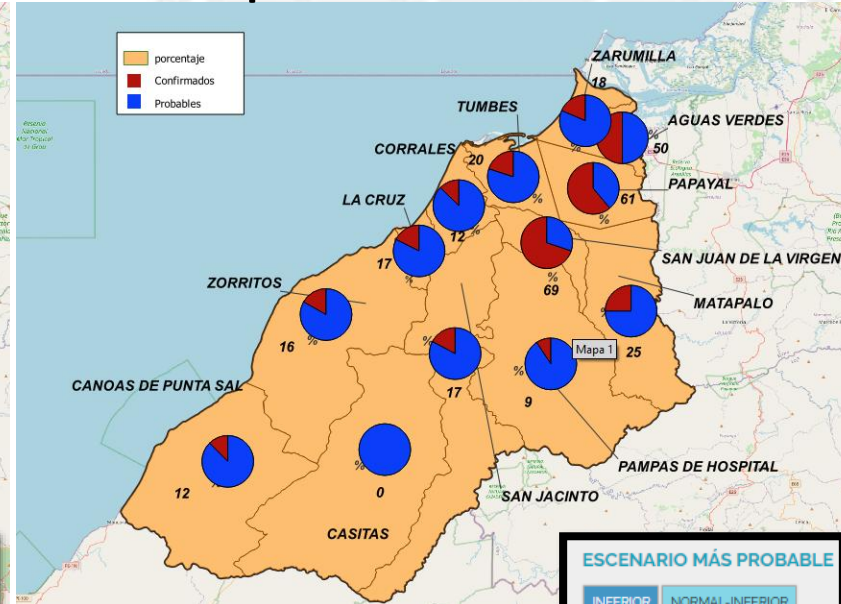 porcentaje
Confirmados
Probables
ZARUMILLA
18
%
TUMBES
AGUAS VERDES
%
50
CORRALES
20
%
PAPAYAL
61
%
LA CRUZ
12
%
17
%
SAN JUAN DE LA VIRGEN
%
69
ZORRITOS
MATAPALO
16
%
%
25
%
17
Mapa 1
%
9
CANOAS DE PUNTA SAL
12
%
%
0
PAMPAS DE HOSPITAL
SAN JACINTO
CASITAS
ESCENARIO MÁS PROBABLE
INFERIOR NORMAL-INFERIOR